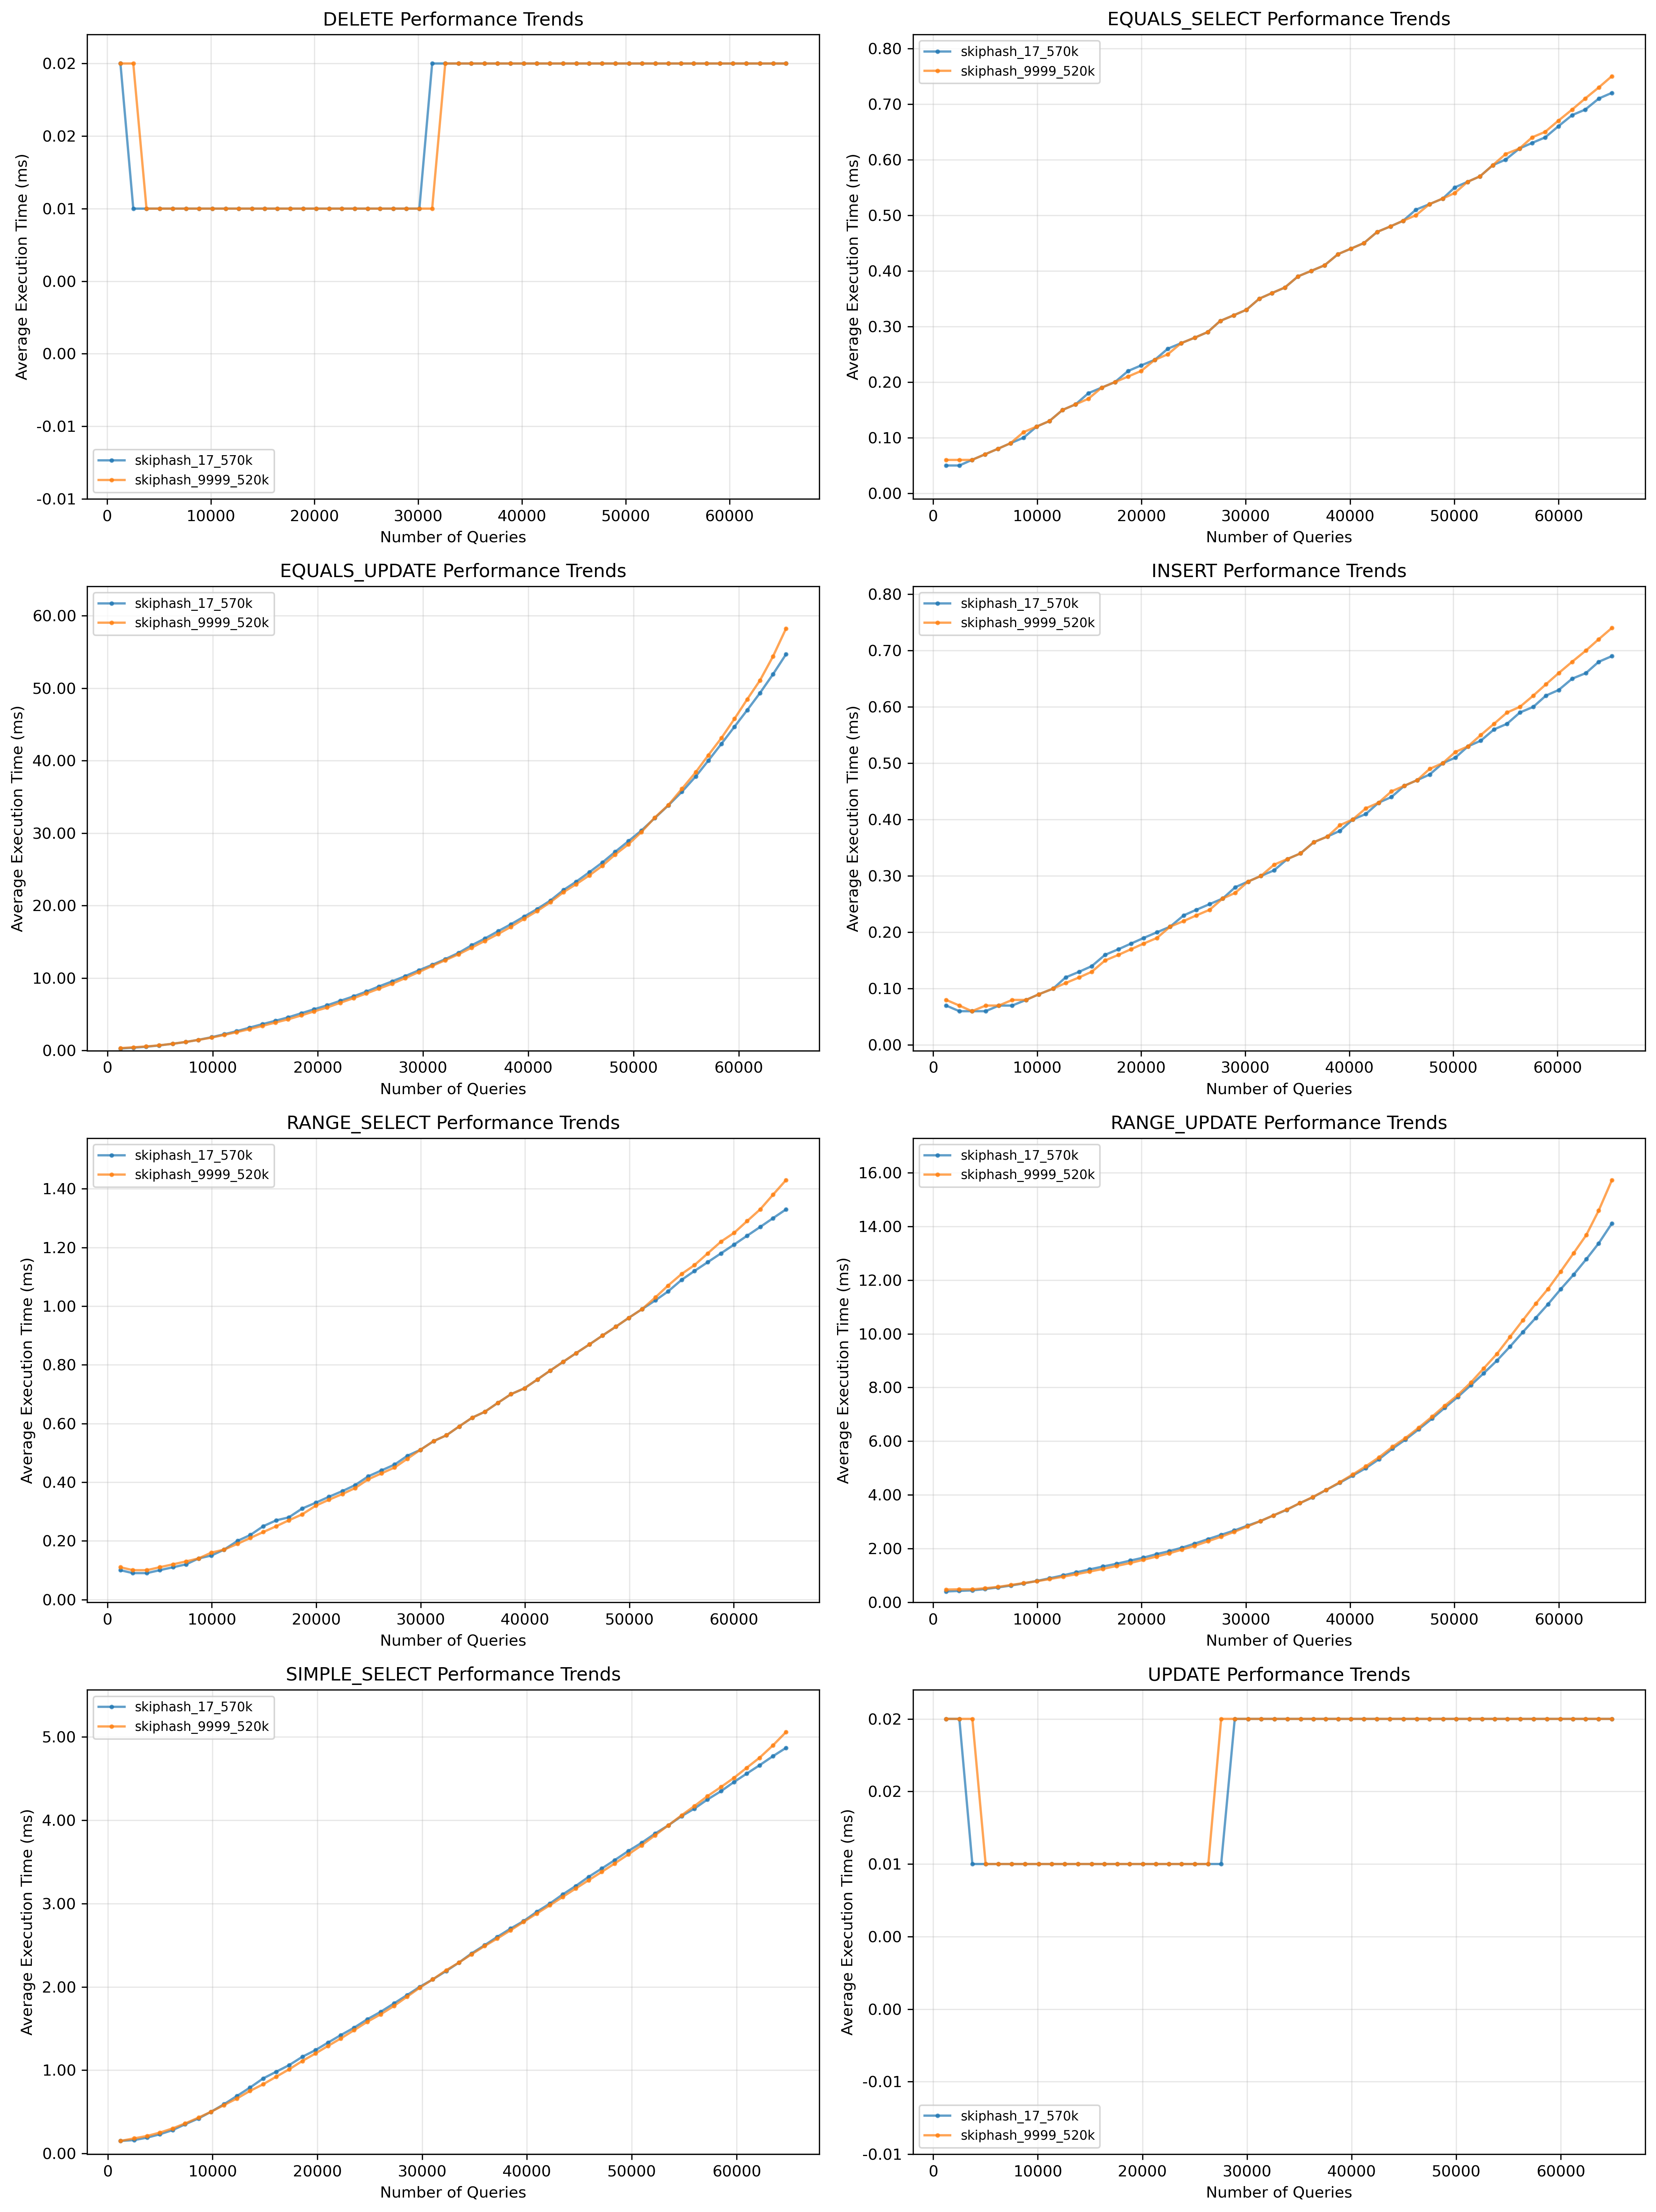 DELETE Performance Trends
Average Execution Time (ms)
0.02
0.02
0.01
0.00
0.00
-0.01
-0.01
skiphash_17_570k
skiphash_9999_520k
0 10000 20000 30000 40000 50000 60000
Number of Queries
EQUALS_SELECT Performance Trends
skiphash_17_570k
skiphash_9999_520k
Average Execution Time (ms)
0.80
0.70
0.60
0.50
0.40
0.30
0.20
0.10
0.00
0 10000 20000 30000 40000 50000 60000
Number of Queries
EQUALS_UPDATE Performance Trends
skiphash_17_570k
skiphash_9999_520k
Average Execution Time (ms)
60.00
50.00
40.00
30.00
20.00
10.00
0.00
0 10000 20000 30000 40000 50000 60000
Number of Queries
INSERT Performance Trends
skiphash_17_570k
skiphash_9999_520k
Average Execution Time (ms)
0.80
0.70
0.60
0.50
0.40
0.30
0.20
0.10
0.00
0 10000 20000 30000 40000 50000 60000
Number of Queries
RANGE_SELECT Performance Trends
skiphash_17_570k
skiphash_9999_520k
Average Execution Time (ms)
1.40
1.20
1.00
0.80
0.60
0.40
0.20
0.00
0 10000 20000 30000 40000 50000 60000
Number of Queries
RANGE_UPDATE Performance Trends
skiphash_17_570k
skiphash_9999_520k
Average Execution Time (ms)
16.00
14.00
12.00
10.00
8.00
6.00
4.00
2.00
0.00
0 10000 20000 30000 40000 50000 60000
Number of Queries
SIMPLE_SELECT Performance Trends
skiphash_17_570k
skiphash_9999_520k
Average Execution Time (ms)
5.00
4.00
3.00
2.00
1.00
0.00
0 10000 20000 30000 40000 50000 60000
Number of Queries
UPDATE Performance Trends
Average Execution Time (ms)
0.02
0.02
0.01
0.00
0.00
-0.01
-0.01
skiphash_17_570k
skiphash_9999_520k
0 10000 20000 30000 40000 50000 60000
Number of Queries